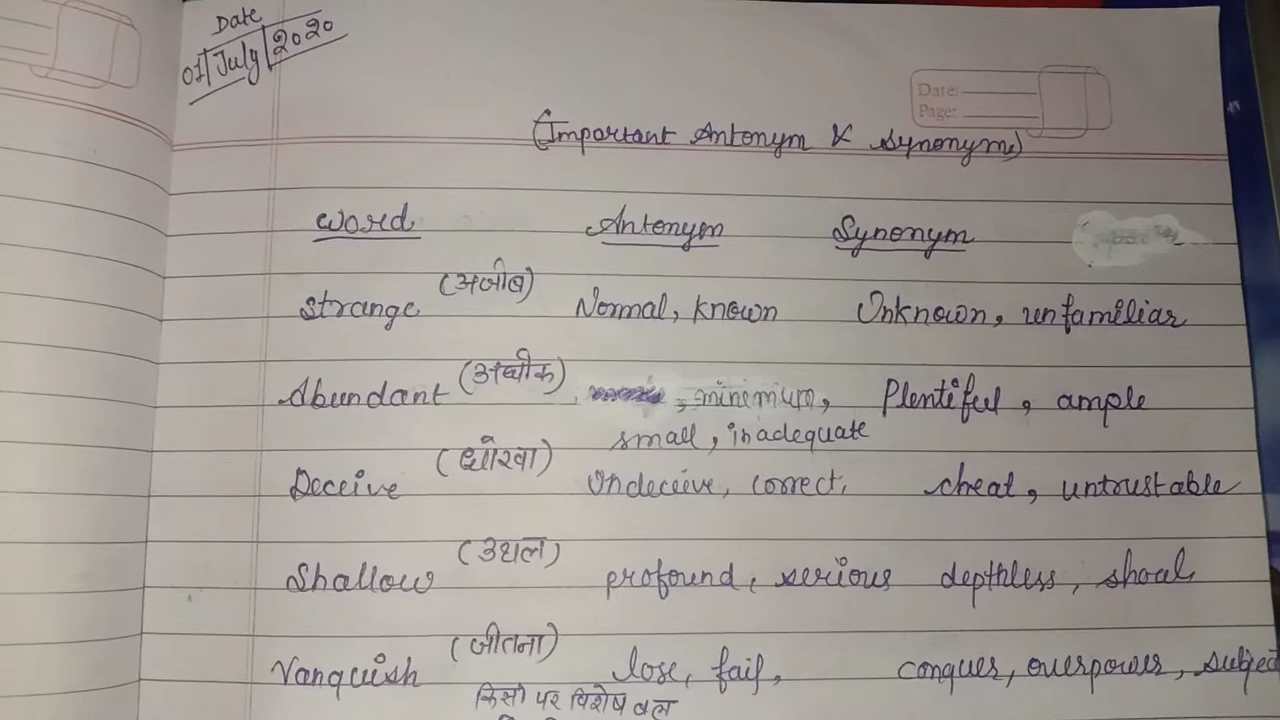 Date
01|July|2020
Date:
Page:
(Important Antonym & Synonyms)
Word Antonym Synonym
Strange (अजीब) Normal, known Unknown, unfamiliar
Abundant (अधीक) , minimum, Plentiful, ample
small, inadequate
Deceive (धोखा) Undeceive, correct, cheat, untrustable
Shallow (उथल) profound, serious depthless, shoal
Vanquish (जीतना) lose, fail, conquer, overpower, subject
किसी पर विशेष बल